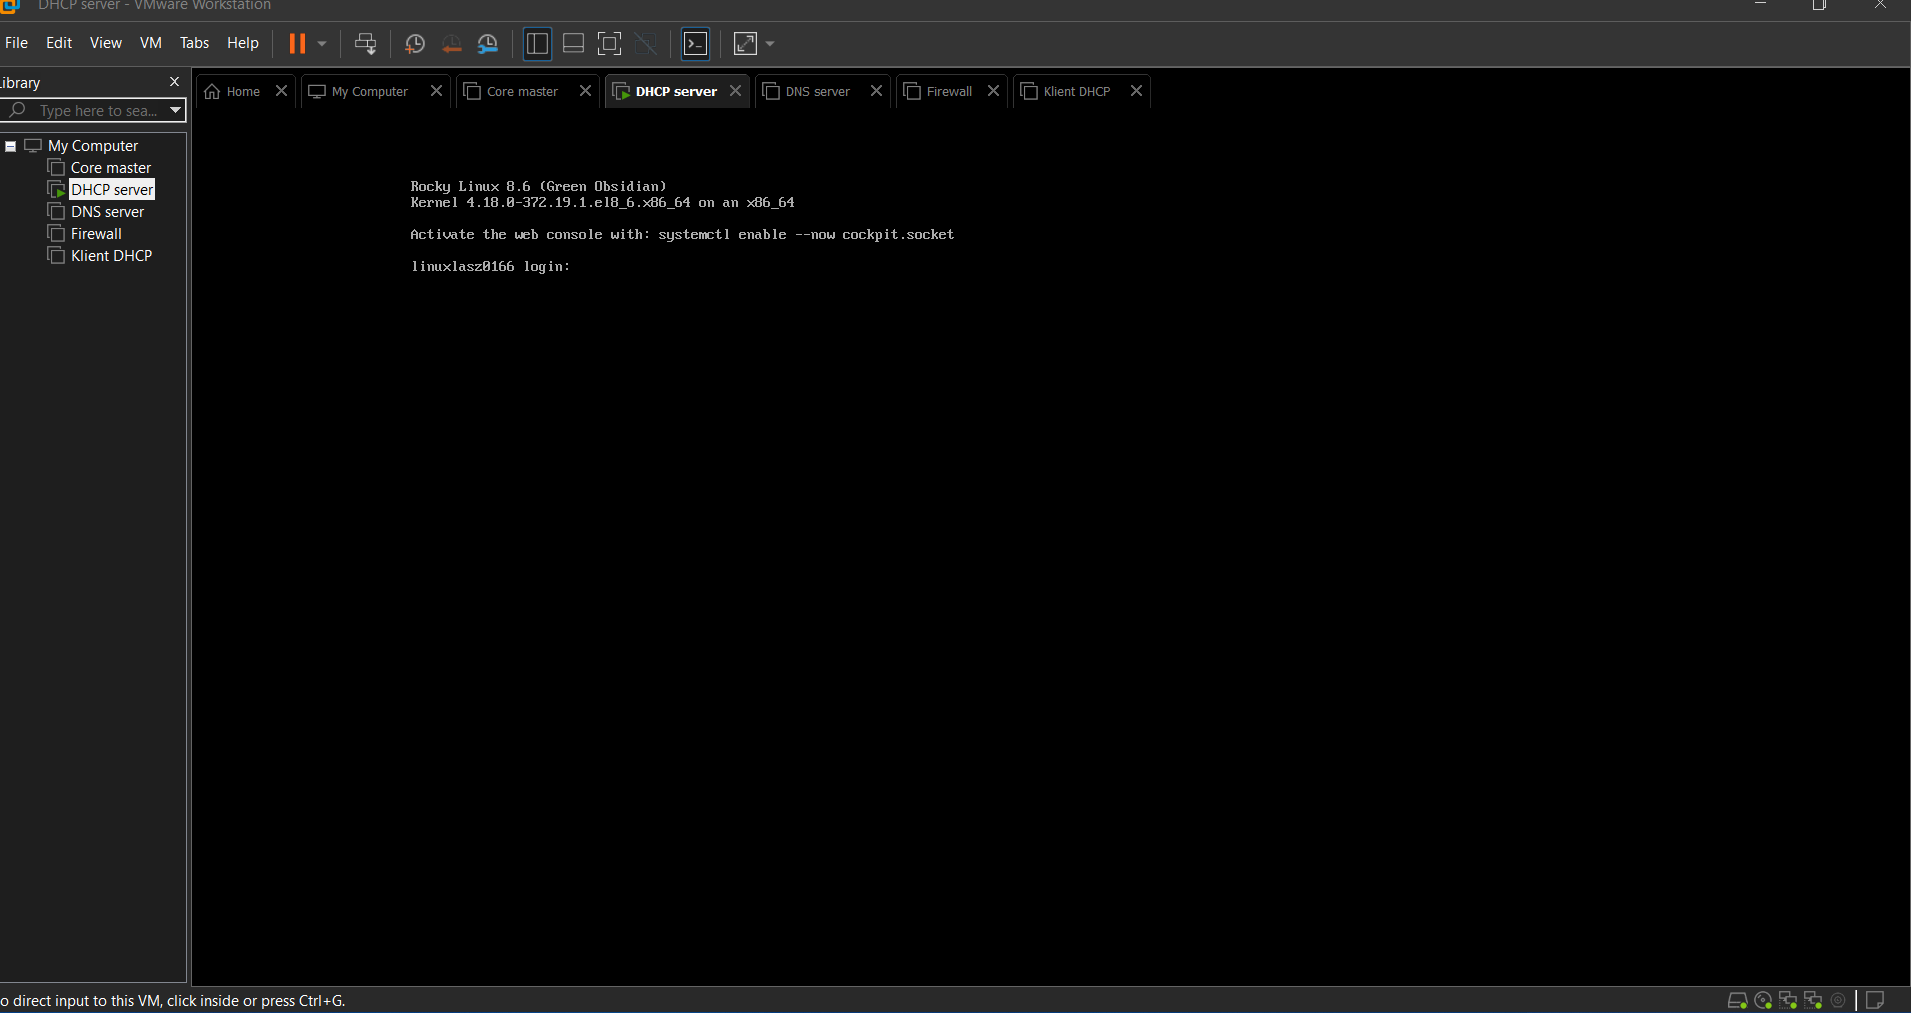 DHCP server - VMware Workstation
File Edit View VM Tabs Help
Library
Type here to sea...
My Computer
Core master
DHCP server
DNS server
Firewall
Klient DHCP
Home My Computer Core master DHCP server DNS server Firewall Klient DHCP
Rocky Linux 8.6 (Green Obsidian)
Kernel 4.18.0-372.19.1.el8_6.x86_64 on an x86_64
Activate the web console with: systemctl enable --now cockpit.socket
linuxlasz0166 login:
o direct input to this VM, click inside or press Ctrl+G.